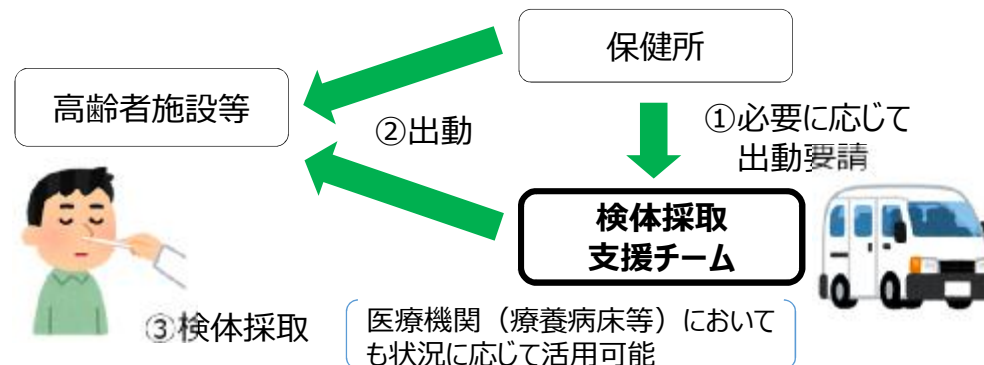 保健所
高齢者施設等
②出動
①必要に応じて
出動要請
検体採取
支援チーム
③検体採取
医療機関（療養病床等）において
も状況に応じて活用可能